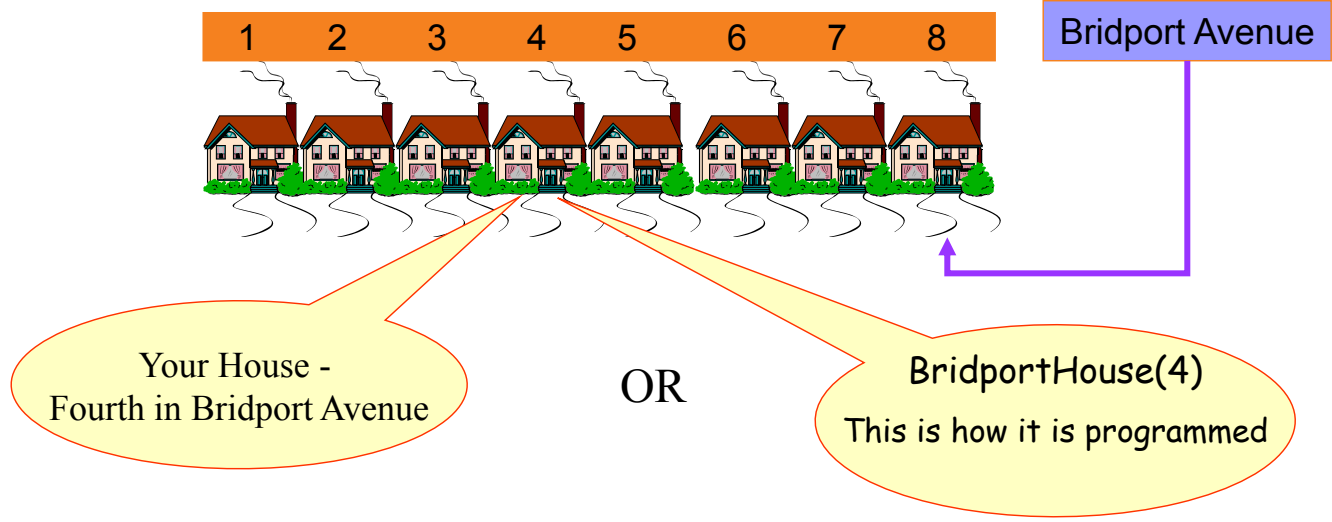 1 2 3 4 5 6 7 8
Bridport Avenue
Your House -
Fourth in Bridport Avenue
OR
BridportHouse(4)
This is how it is programmed